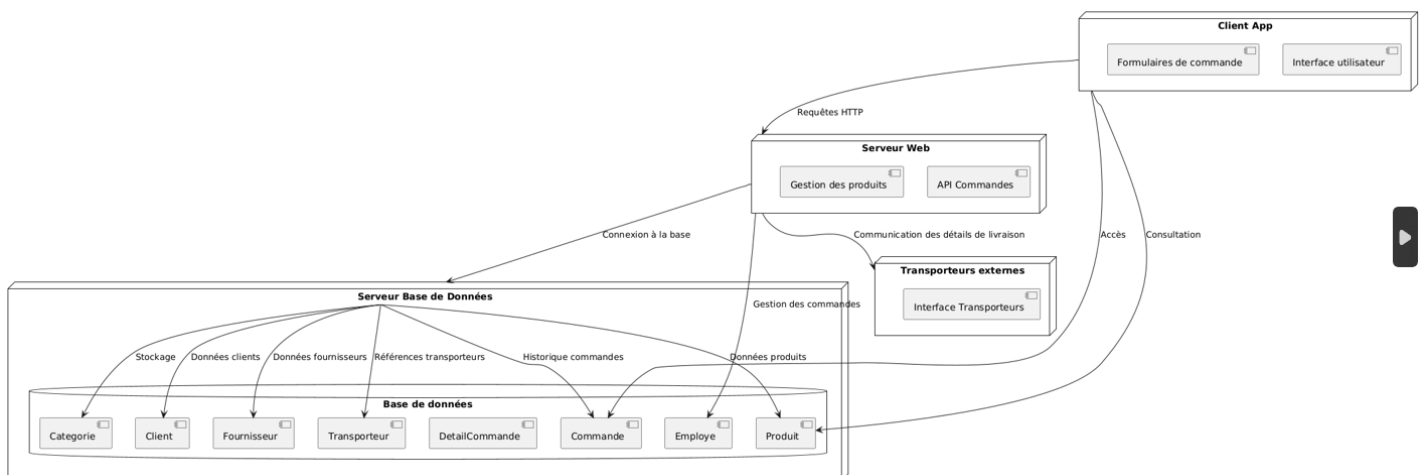 Client App
Formulaires de commande
Interface utilisateur
Requêtes HTTP
Serveur Web
Gestion des produits
API Commandes
Connexion à la base
Communication des détails de livraison
Accès
Consultation
Transporteurs externes
Interface Transporteurs
Serveur Base de Données
Gestion des commandes
Stockage
Données clients
Données fournisseurs
Références transporteurs
Historique commandes
Données produits
Base de données
Categorie
Client
Fournisseur
Transporteur
DetailCommande
Commande
Employe
Produit